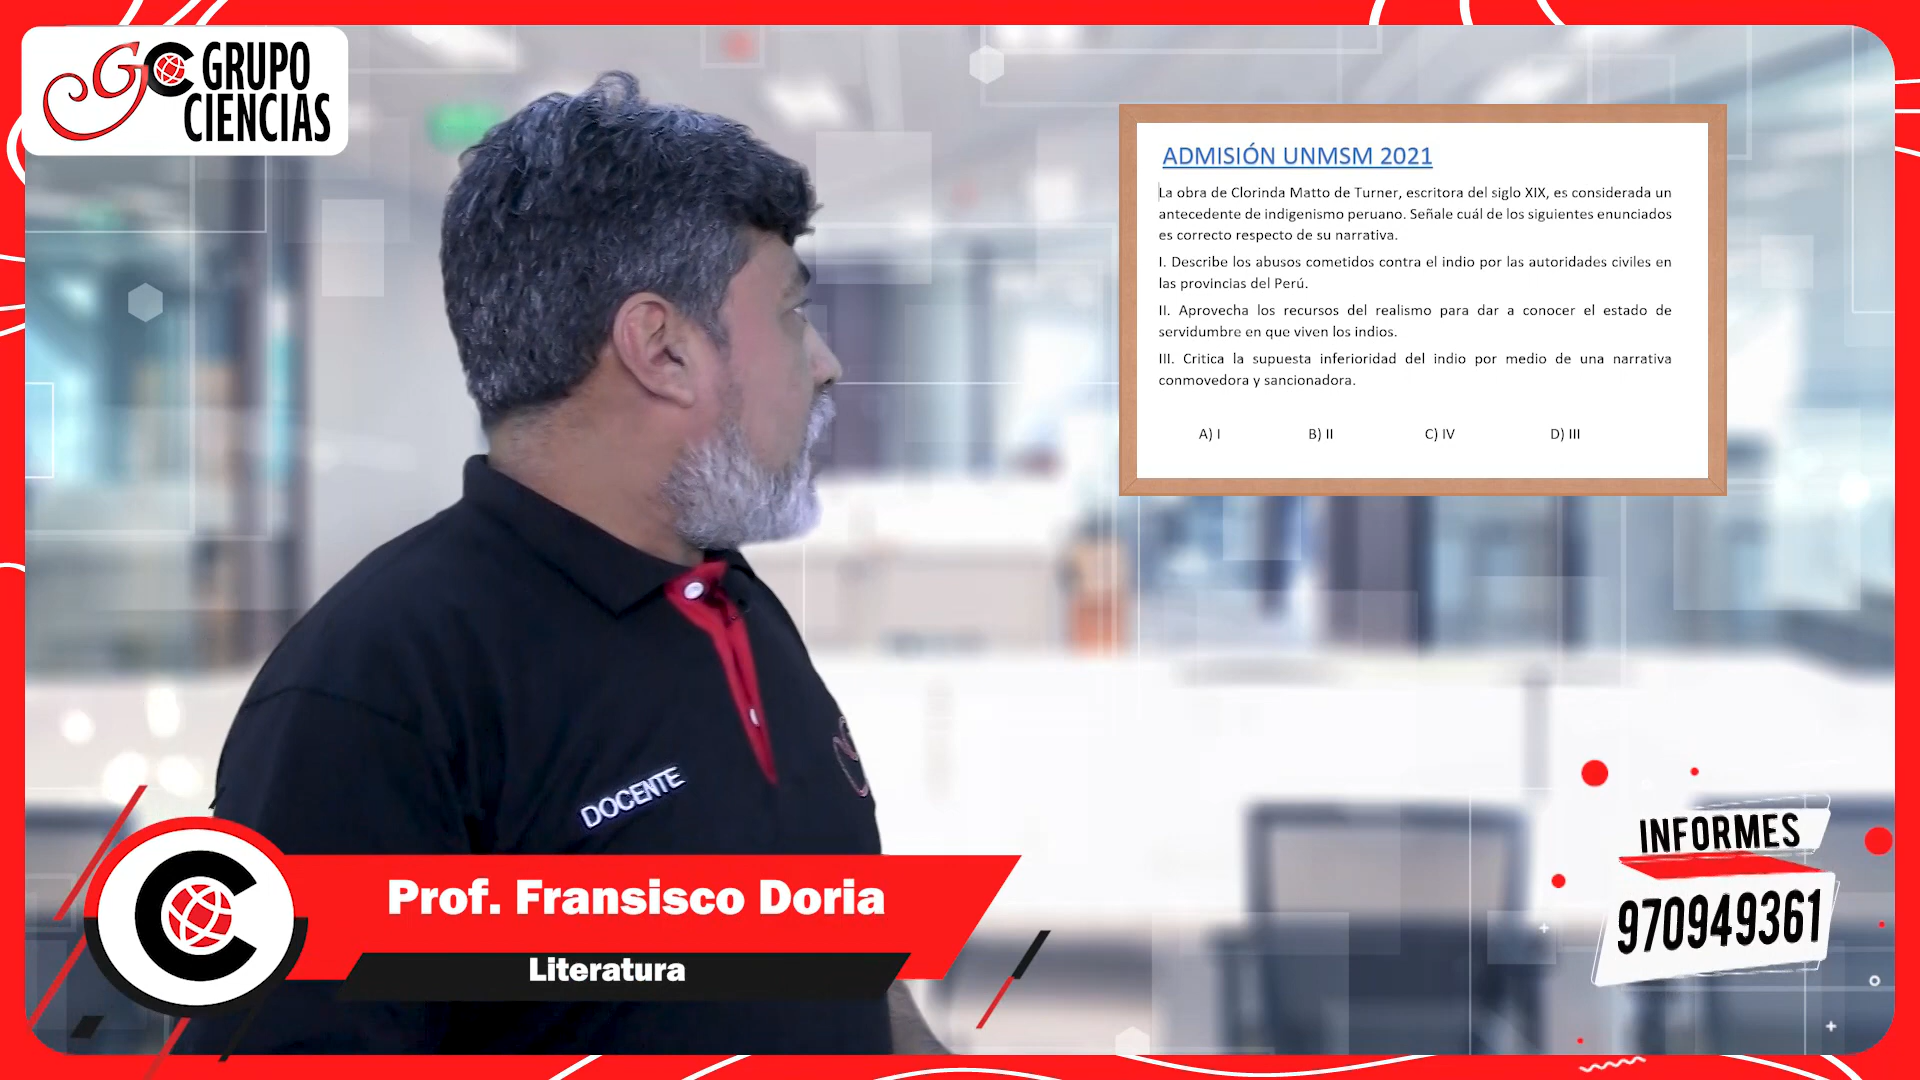 GC GRUPO
CIENCIAS
ADMISIÓN UNMSM 2021
La obra de Clorinda Matto de Turner, escritora del siglo XIX, es considerada un
antecedente de indigenismo peruano. Señale cuál de los siguientes enunciados
es correcto respecto de su narrativa.
I. Describe los abusos cometidos contra el indio por las autoridades civiles en
las provincias del Perú.
II. Aprovecha los recursos del realismo para dar a conocer el estado de
servidumbre en que viven los indios.
III. Critica la supuesta inferioridad del indio por medio de una narrativa
conmovedora y sancionadora.
A) I B) II C) IV D) III
DOCENTE
Prof. Fransisco Doria
Literatura
INFORMES
970949361